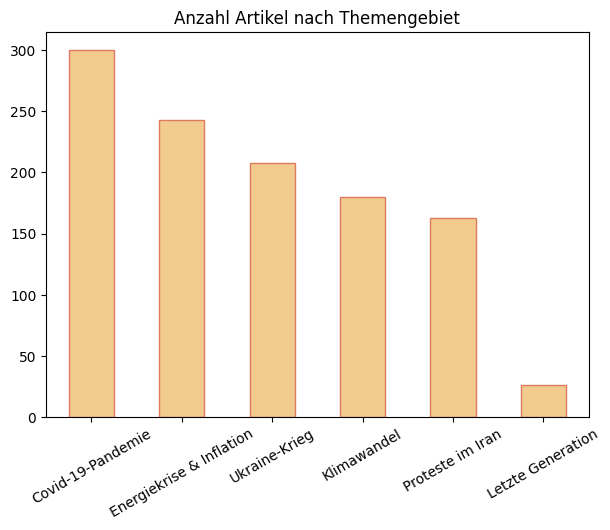 Anzahl Artikel nach Themengebiet
300
250
200
150
100
50
0
Covid-19-Pandemie
Energiekrise & Inflation
Ukraine-Krieg
Klimawandel
Proteste im Iran
Letzte Generation